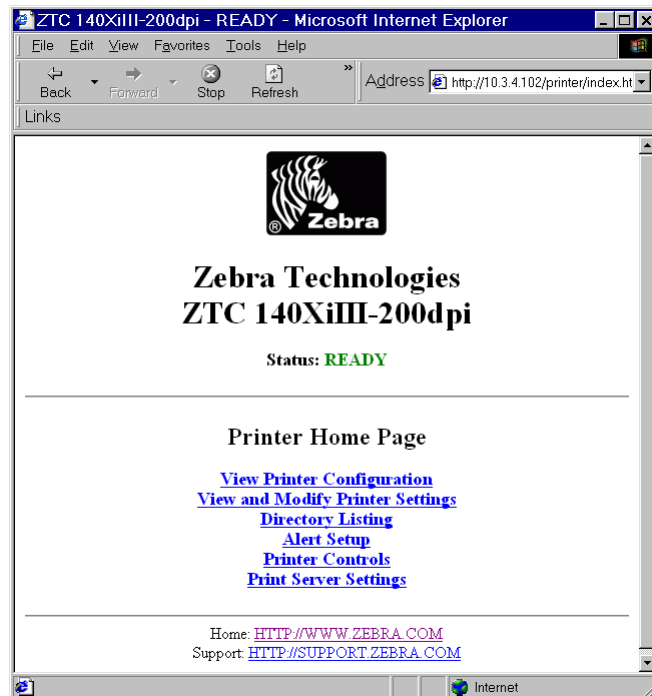 ZTC 140XiIII-200dpi - READY - Microsoft Internet Explorer
File Edit View Favorites Tools Help
Back Forward Stop Refresh » Address http://10.3.4.102/printer/index.ht
Links
® Zebra
Zebra Technologies
ZTC 140XiIII-200dpi
Status: READY
Printer Home Page
View Printer Configuration
View and Modify Printer Settings
Directory Listing
Alert Setup
Printer Controls
Print Server Settings
Home: HTTP://WWW.ZEBRA.COM
Support: HTTP://SUPPORT.ZEBRA.COM
Internet